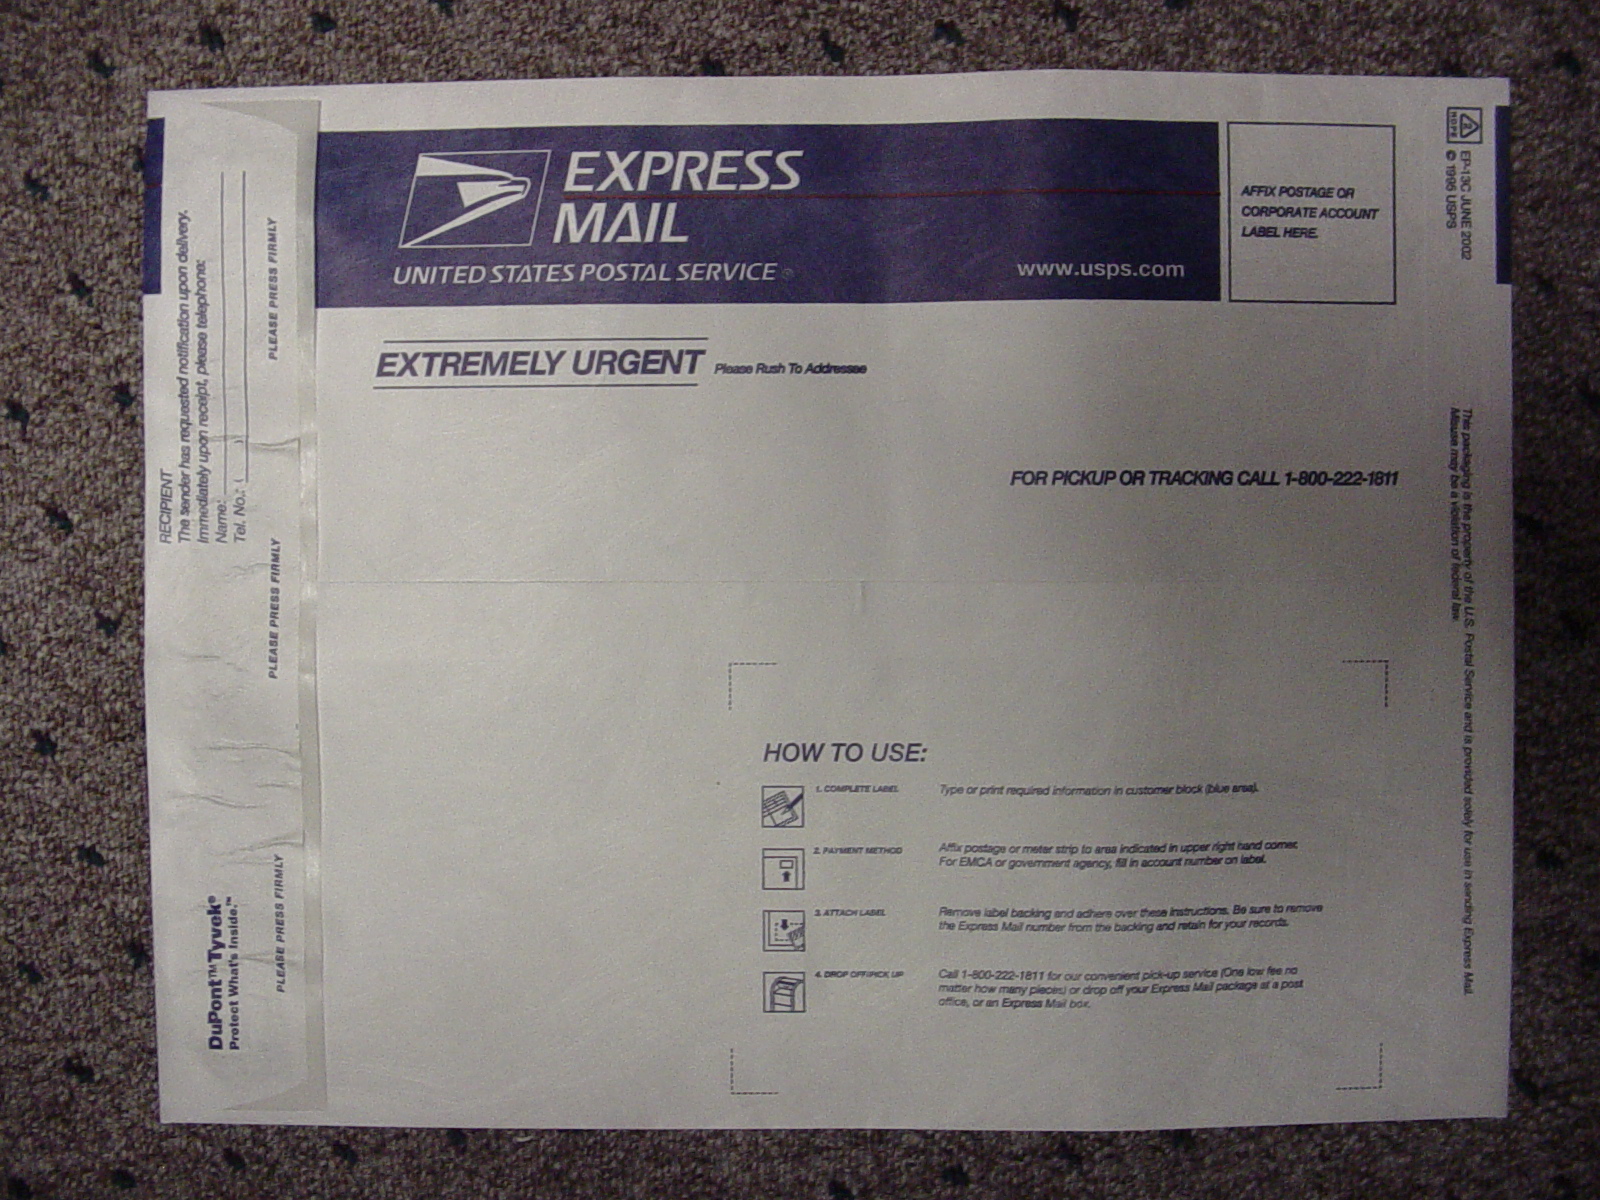 EXPRESS
MAIL
UNITED STATES POSTAL SERVICE ®
www.usps.com
AFFIX POSTAGE OR
CORPORATE ACCOUNT
LABEL HERE.
EXTREMELY URGENT Please Rush To Addressee
FOR PICKUP OR TRACKING CALL 1-800-222-1811
HOW TO USE:
1. COMPLETE LABEL Type or print required information in customer block (blue area).
2. PAYMENT METHOD Affix postage or meter strip to area indicated in upper right hand corner.
For EMCA or government agency, fill in account number on label.
3. ATTACH LABEL Remove label backing and adhere over these instructions. Be sure to remove
the Express Mail number from the backing and retain for your records.
4. DROP OFF/PICK UP Call 1-800-222-1811 for our convenient pick-up service (One low fee no
matter how many pieces) or drop off your Express Mail package at a post
office, or an Express Mail box.
RECIPIENT
The sender has requested notification upon delivery.
Immediately upon receipt, please telephone:
Name:
Tel. No.: ( )
PLEASE PRESS FIRMLY
PLEASE PRESS FIRMLY
PLEASE PRESS FIRMLY
DuPont™ Tyvek®
Protect What's Inside.™
2
HDPE
EP-13C JUNE 2002
© 1995 USPS
This packaging is the property of the U.S. Postal Service and is provided solely for use in sending Express Mail.
Misuse may be a violation of federal law.